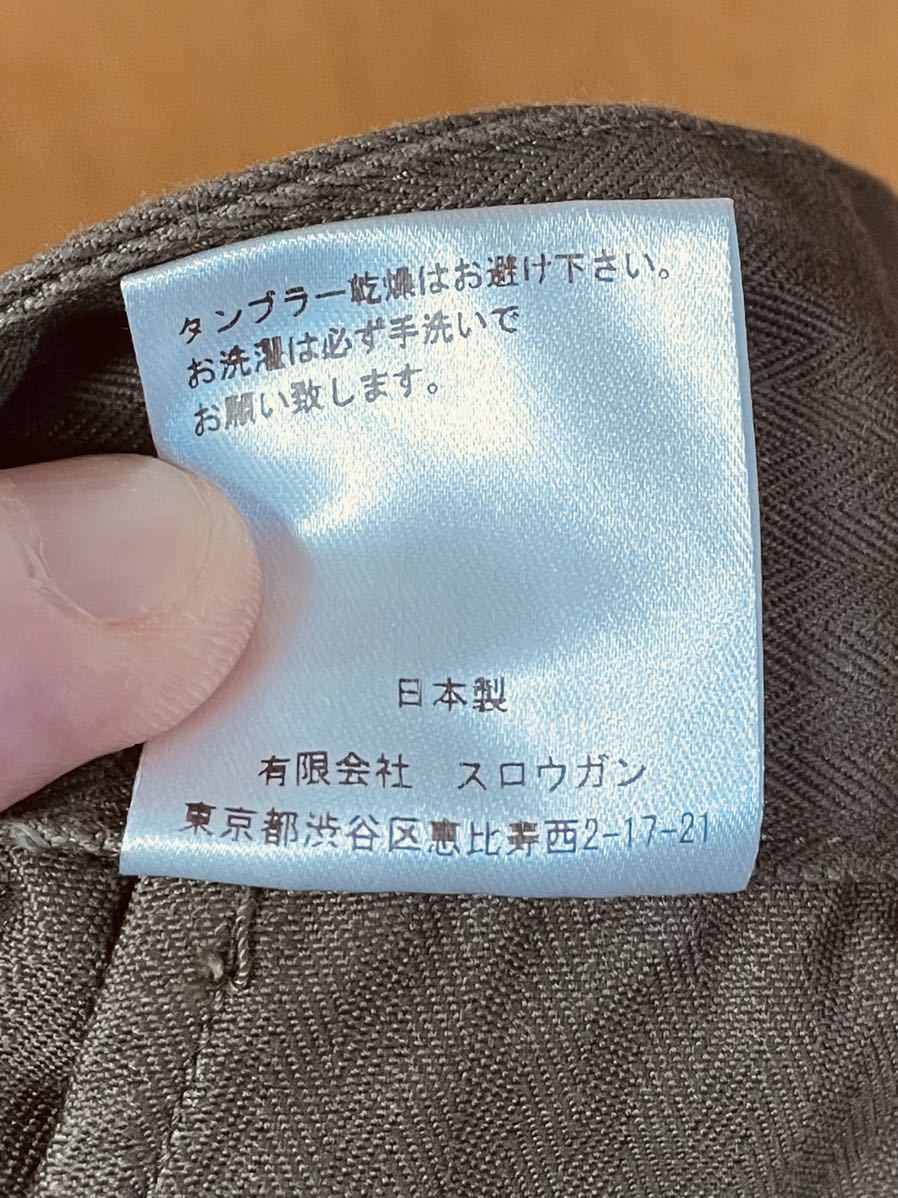 タンブラー乾燥はお避け下さい。
お洗濯は必ず手洗いで
お願い致します。
日本製
有限会社 スロウガン
東京都渋谷区恵比寿西2-17-21